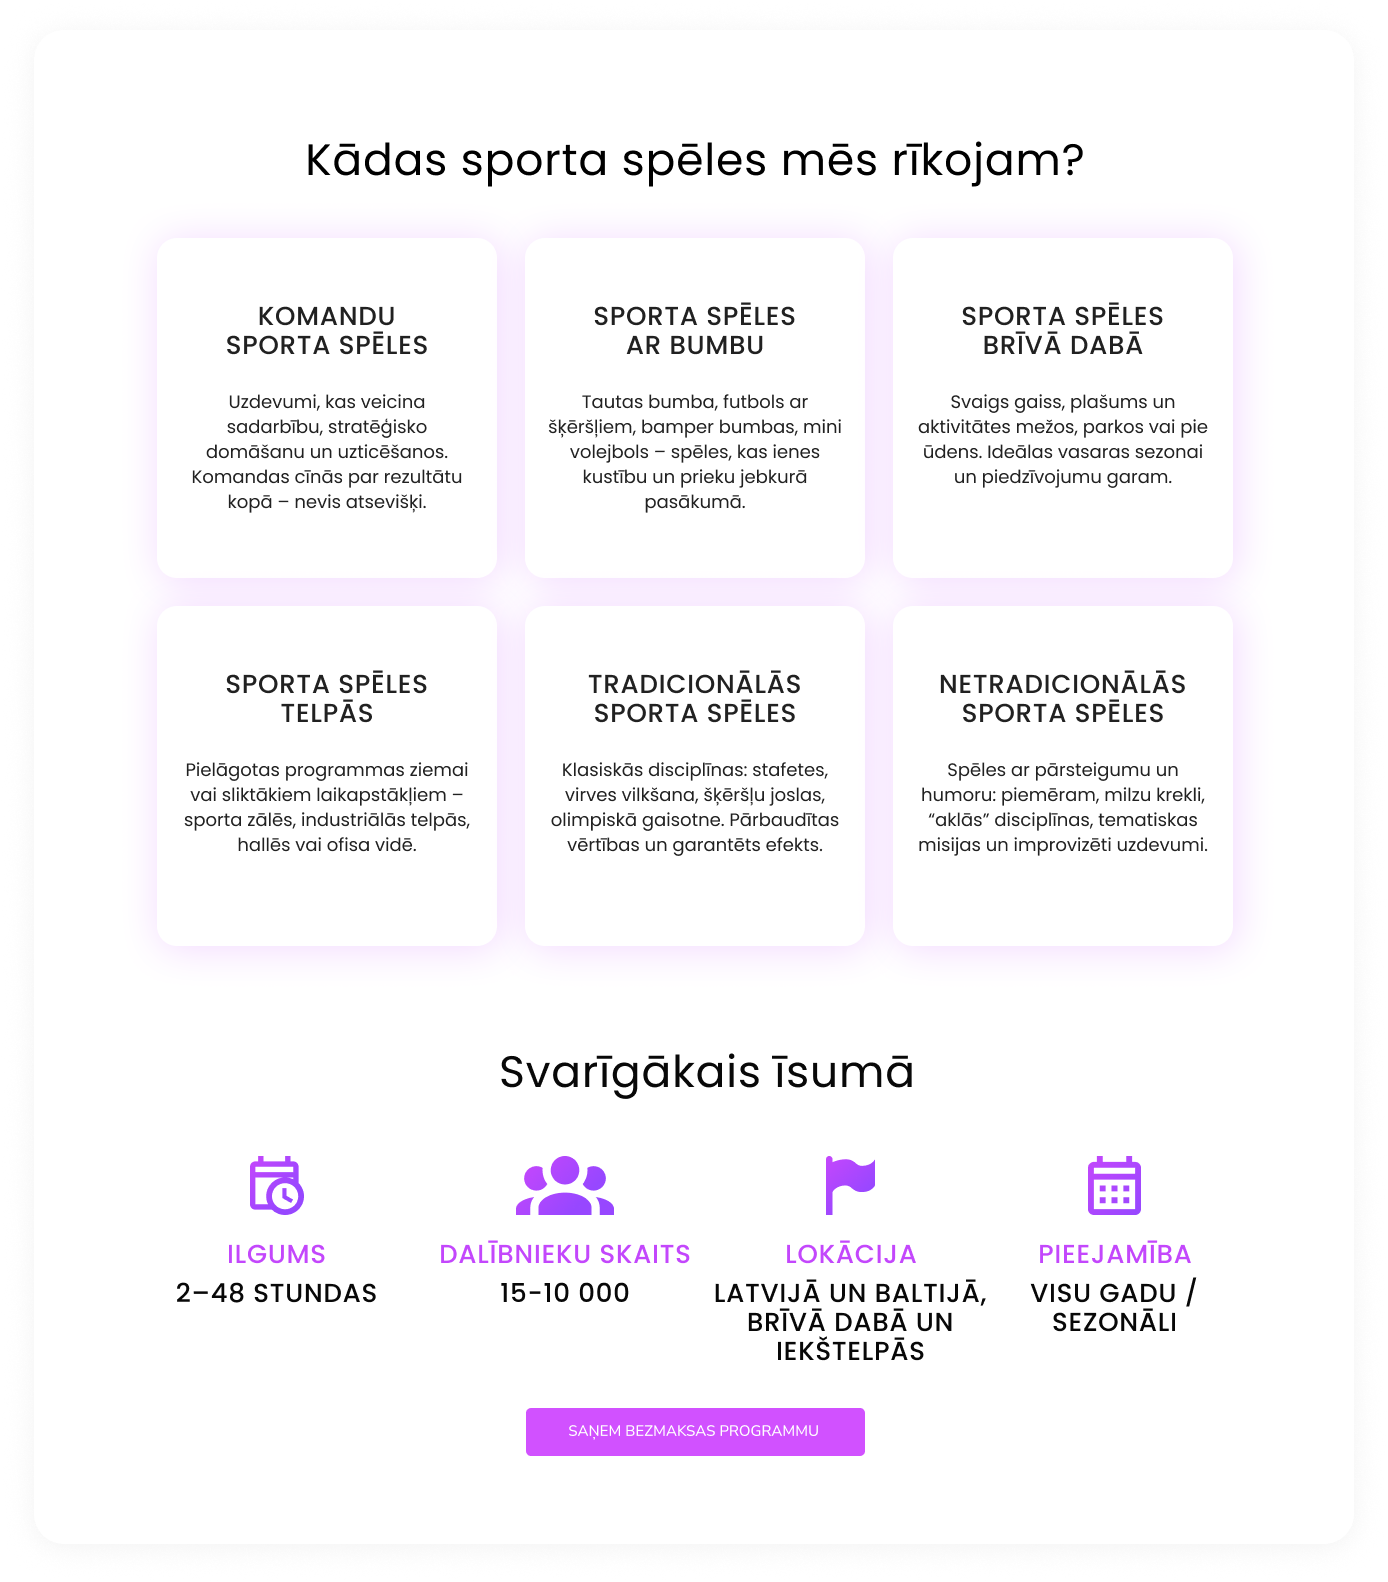 Kādas sporta spēles mēs rīkojam?
KOMANDU
SPORTA SPĒLES
Uzdevumi, kas veicina
sadarbību, stratēģisko
domāšanu un uzticēšanos.
Komandas cīnās par rezultātu
kopā – nevis atsevišķi.
SPORTA SPĒLES
AR BUMBU
Tautas bumba, futbols ar
šķēršļiem, bamper bumbas, mini
volejbols – spēles, kas ienes
kustību un prieku jebkurā
pasākumā.
SPORTA SPĒLES
BRĪVĀ DABĀ
Svaigs gaiss, plašums un
aktivitātes mežos, parkos vai pie
ūdens. Ideālas vasaras sezonai
un piedzīvojumu garam.
SPORTA SPĒLES
TELPĀS
Pielāgotas programmas ziemai
vai sliktākiem laikapstākļiem –
sporta zālēs, industriālās telpās,
hallēs vai ofisa vidē.
TRADICIONĀLĀS
SPORTA SPĒLES
Klasiskās disciplīnas: stafetes,
virves vilkšana, šķēršļu joslas,
olimpiskā gaisotne. Pārbaudītas
vērtības un garantēts efekts.
NETRADICIONĀLĀS
SPORTA SPĒLES
Spēles ar pārsteigumu un
humoru: piemēram, milzu krekli,
“aklās” disciplīnas, tematiskas
misijas un improvizēti uzdevumi.
Svarīgākais īsumā
ILGUMS
2–48 STUNDAS
DALĪBNIEKU SKAITS
15-10 000
LOKĀCIJA
LATVIJĀ UN BALTIJĀ,
BRĪVĀ DABĀ UN
IEKŠTELPĀS
PIEEJAMĪBA
VISU GADU /
SEZONĀLI
SAŅEM BEZMAKSAS PROGRAMMU